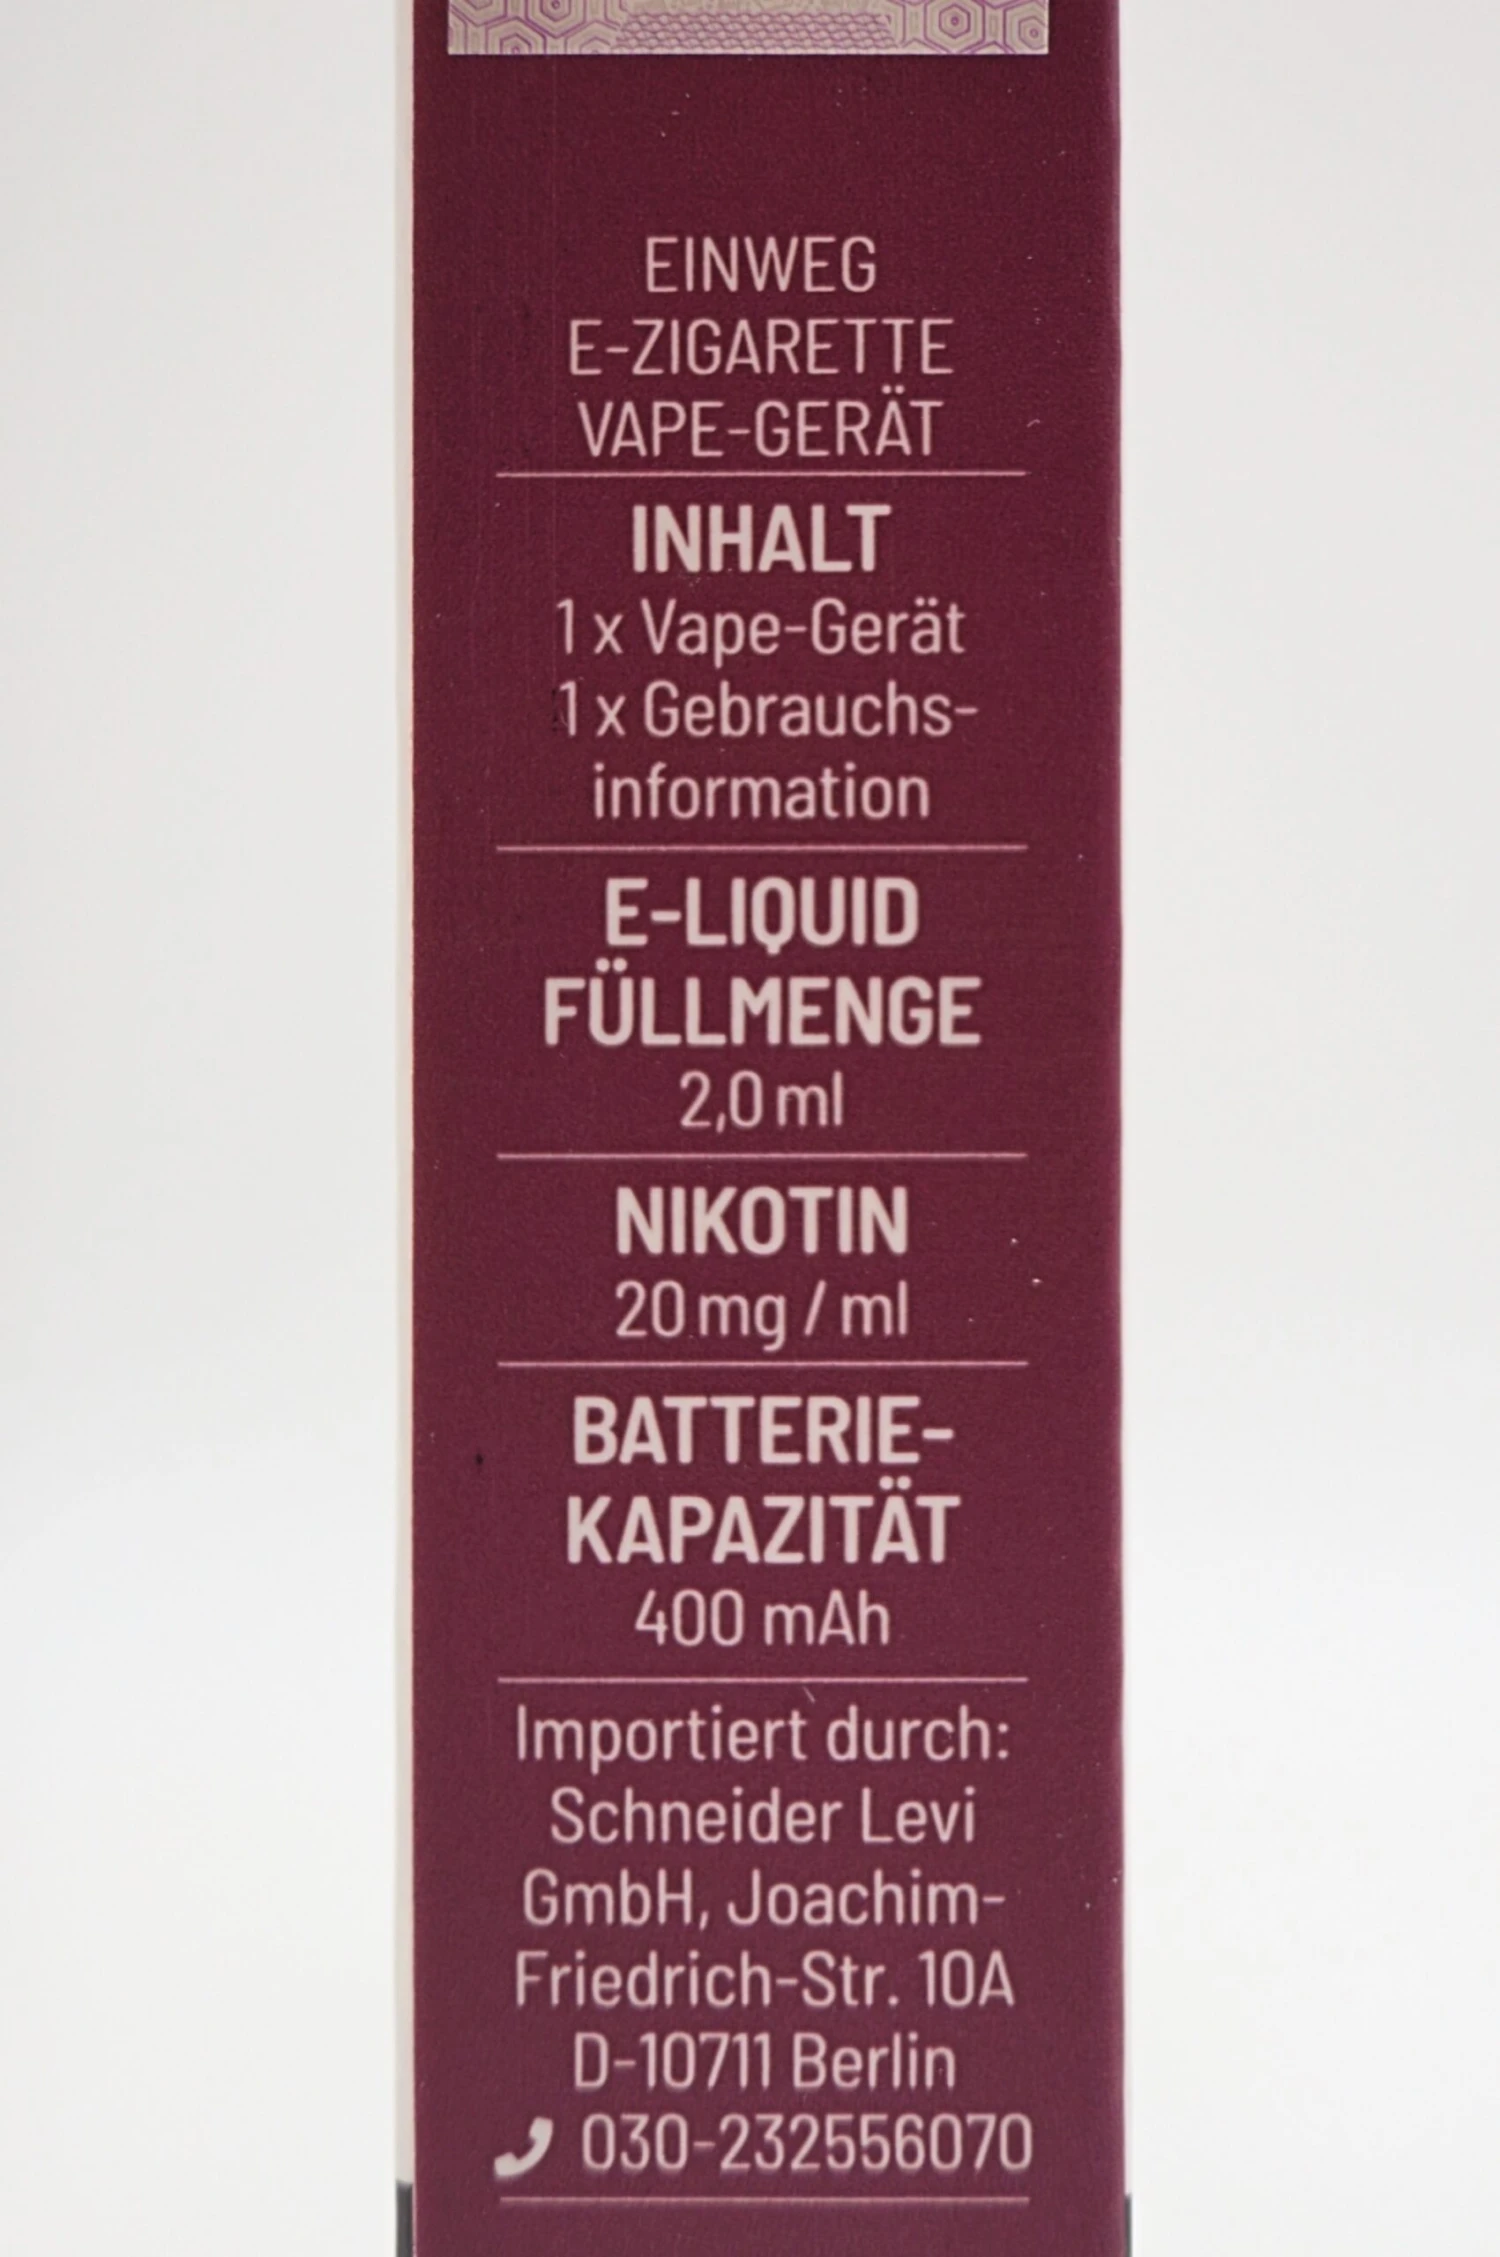 EINWEG
E-ZIGARETTE
VAPE-GERÄT
INHALT
1 x Vape-Gerät
1 x Gebrauchs-
information
E-LIQUID
FÜLLMENGE
2,0 ml
NIKOTIN
20 mg / ml
BATTERIE-
KAPAZITÄT
400 mAh
Importiert durch:
Schneider Levi
GmbH, Joachim-
Friedrich-Str. 10A
D-10711 Berlin
030-232556070